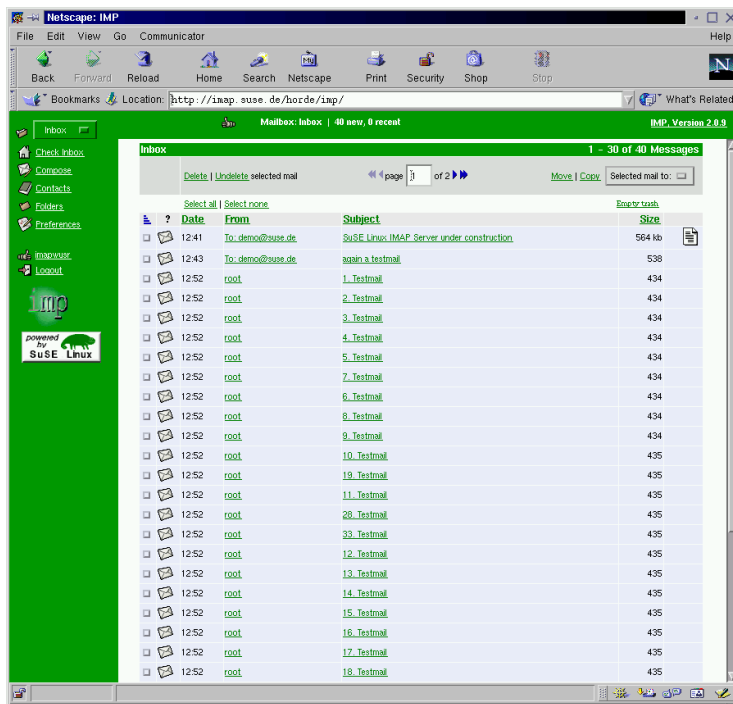 Netscape: IMP
File Edit View Go Communicator Help
Back Forward Reload Home Search Netscape Print Security Shop Stop
N
Bookmarks Location: http://imap.suse.de/horde/imp/ What's Related
Inbox Mailbox: Inbox | 40 new, 0 recent IMP, Version 2.0.9
Check Inbox
Compose
Contacts
Folders
Preferences
imapwusr
Logout
imp
powered
by
SuSE Linux
Inbox 1 - 30 of 40 Messages
Delete | Undelete selected mail page 1 of 2 Move | Copy Selected mail to:
Select all | Select none Empty trash
? Date From Subject Size
12:41 To: demo@suse.de SuSE Linux IMAP Server under construction 564 kb
12:43 To: demo@suse.de again a testmail 538
12:52 root 1. Testmail 434
12:52 root 2. Testmail 434
12:52 root 3. Testmail 434
12:52 root 4. Testmail 434
12:52 root 5. Testmail 434
12:52 root 7. Testmail 434
12:52 root 6. Testmail 434
12:52 root 8. Testmail 434
12:52 root 9. Testmail 434
12:52 root 10. Testmail 435
12:52 root 19. Testmail 435
12:52 root 11. Testmail 435
12:52 root 28. Testmail 435
12:52 root 33. Testmail 435
12:52 root 12. Testmail 435
12:52 root 13. Testmail 435
12:52 root 14. Testmail 435
12:52 root 15. Testmail 435
12:52 root 16. Testmail 435
12:52 root 17. Testmail 435
12:52 root 18. Testmail 435